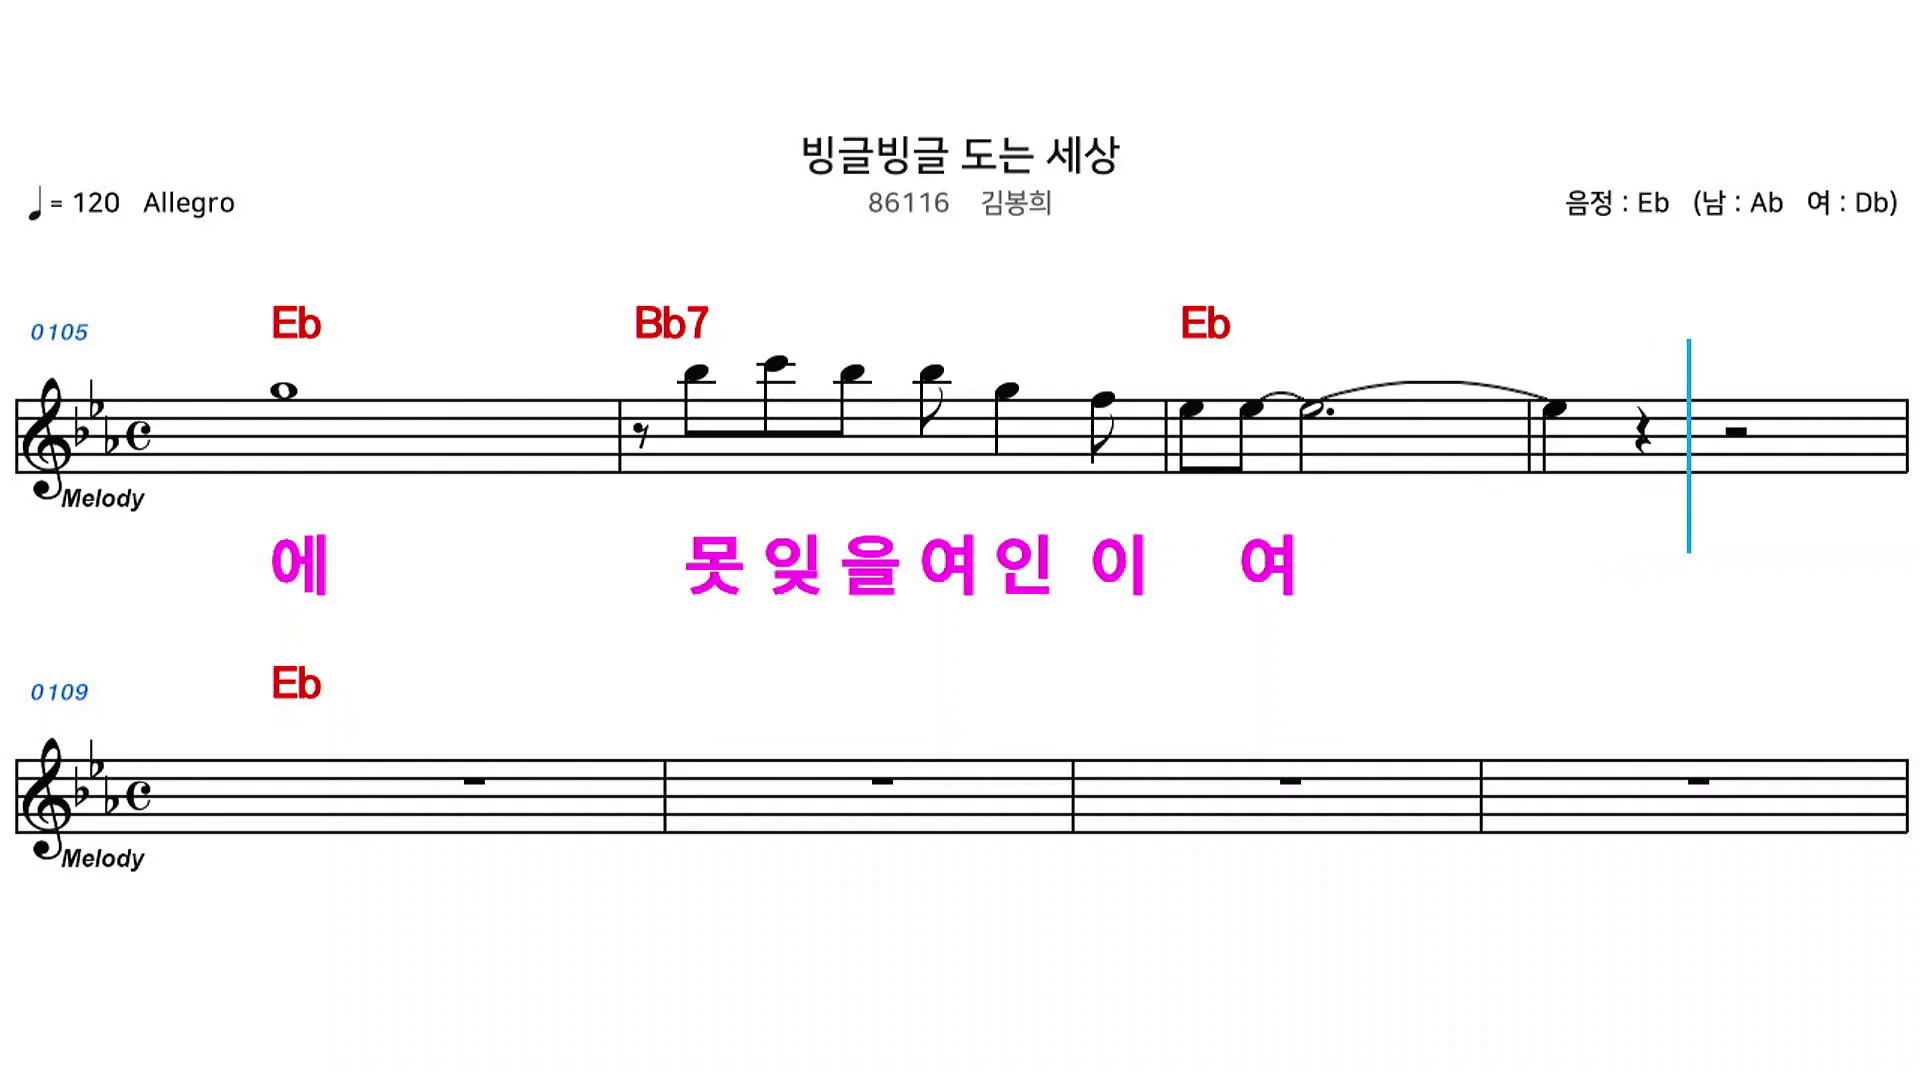 빙글빙글 도는 세상
= 120 Allegro 86116 김봉희 음정 : Eb (남 : Ab 여 : Db)
0105 Eb Bb7 Eb
Melody
에 못 잊 을 여 인 이 여
0109 Eb
Melody